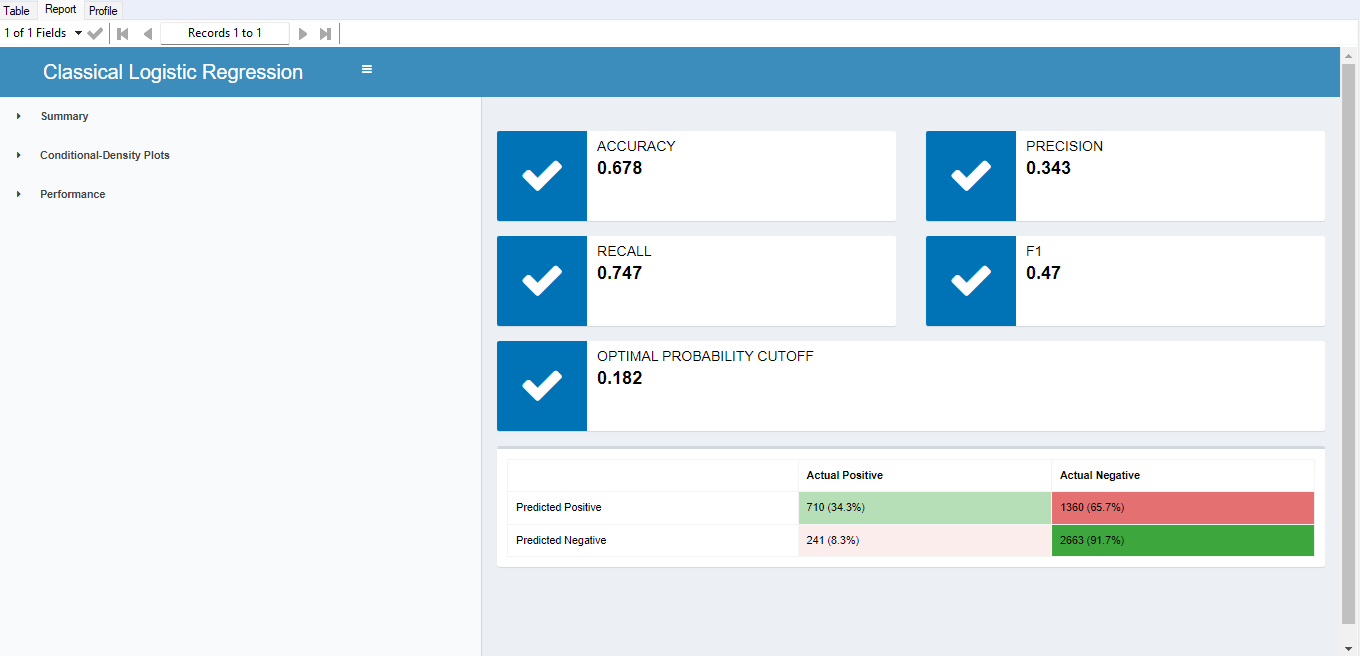 Table Report Profile
1 of 1 Fields Records 1 to 1
Classical Logistic Regression
Summary
Conditional-Density Plots
Performance
ACCURACY
0.678
PRECISION
0.343
RECALL
0.747
F1
0.47
OPTIMAL PROBABILITY CUTOFF
0.182
Actual Positive Actual Negative
Predicted Positive 710 (34.3%) 1360 (65.7%)
Predicted Negative 241 (8.3%) 2663 (91.7%)